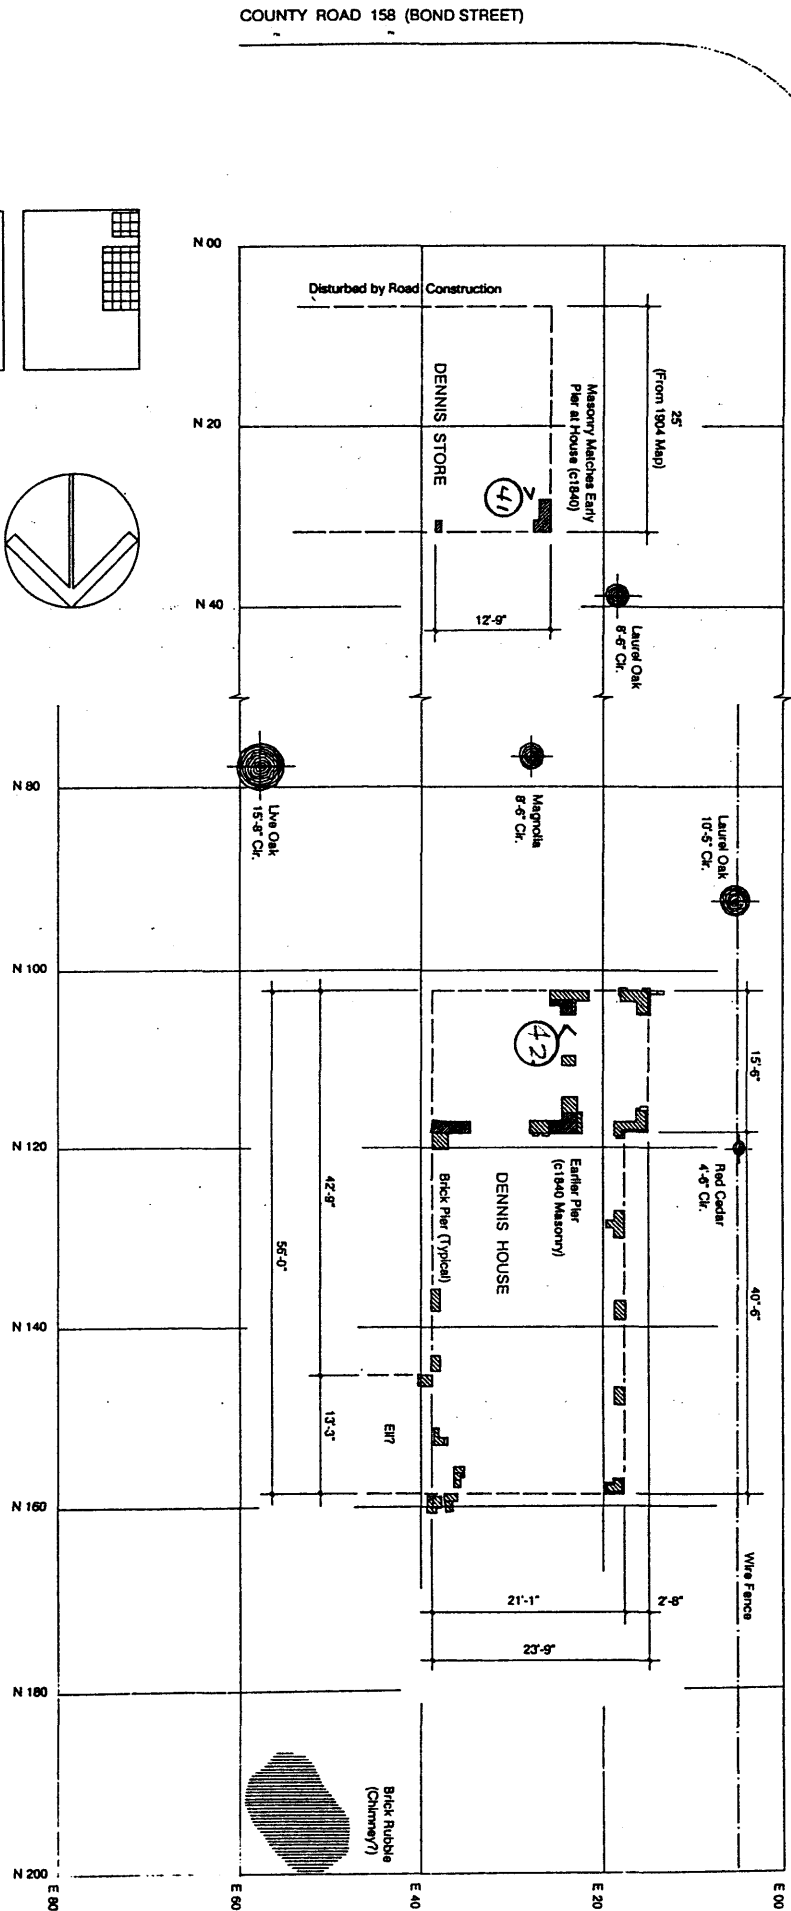 COUNTY ROAD 158 (BOND STREET)
N 00
Disturbed by Road Construction
25'
(From 1904 Map)
Masonry Matches Early
Pier at House (c1840)
DENNIS STORE
N 20
41
N 40
12'-9"
Laurel Oak
8'-6" Cir.
N 80
Live Oak
15'-8" Cir.
Magnolia
8'-6" Cir.
Laurel Oak
10'-5" Cir.
N 100
42
15'-6"
N 120
Red Cedar
4'-6" Cir.
Earlier Pier
(c1840 Masonry)
DENNIS HOUSE
Brick Pier (Typical)
42'-9"
56'-0"
40'-6"
N 140
Ell?
13'-3"
N 160
Wire Fence
21'-1"
2'-8"
23'-9"
N 180
Brick Rubble
(Chimney?)
N 200
E 80
E 60
E 40
E 20
E 00